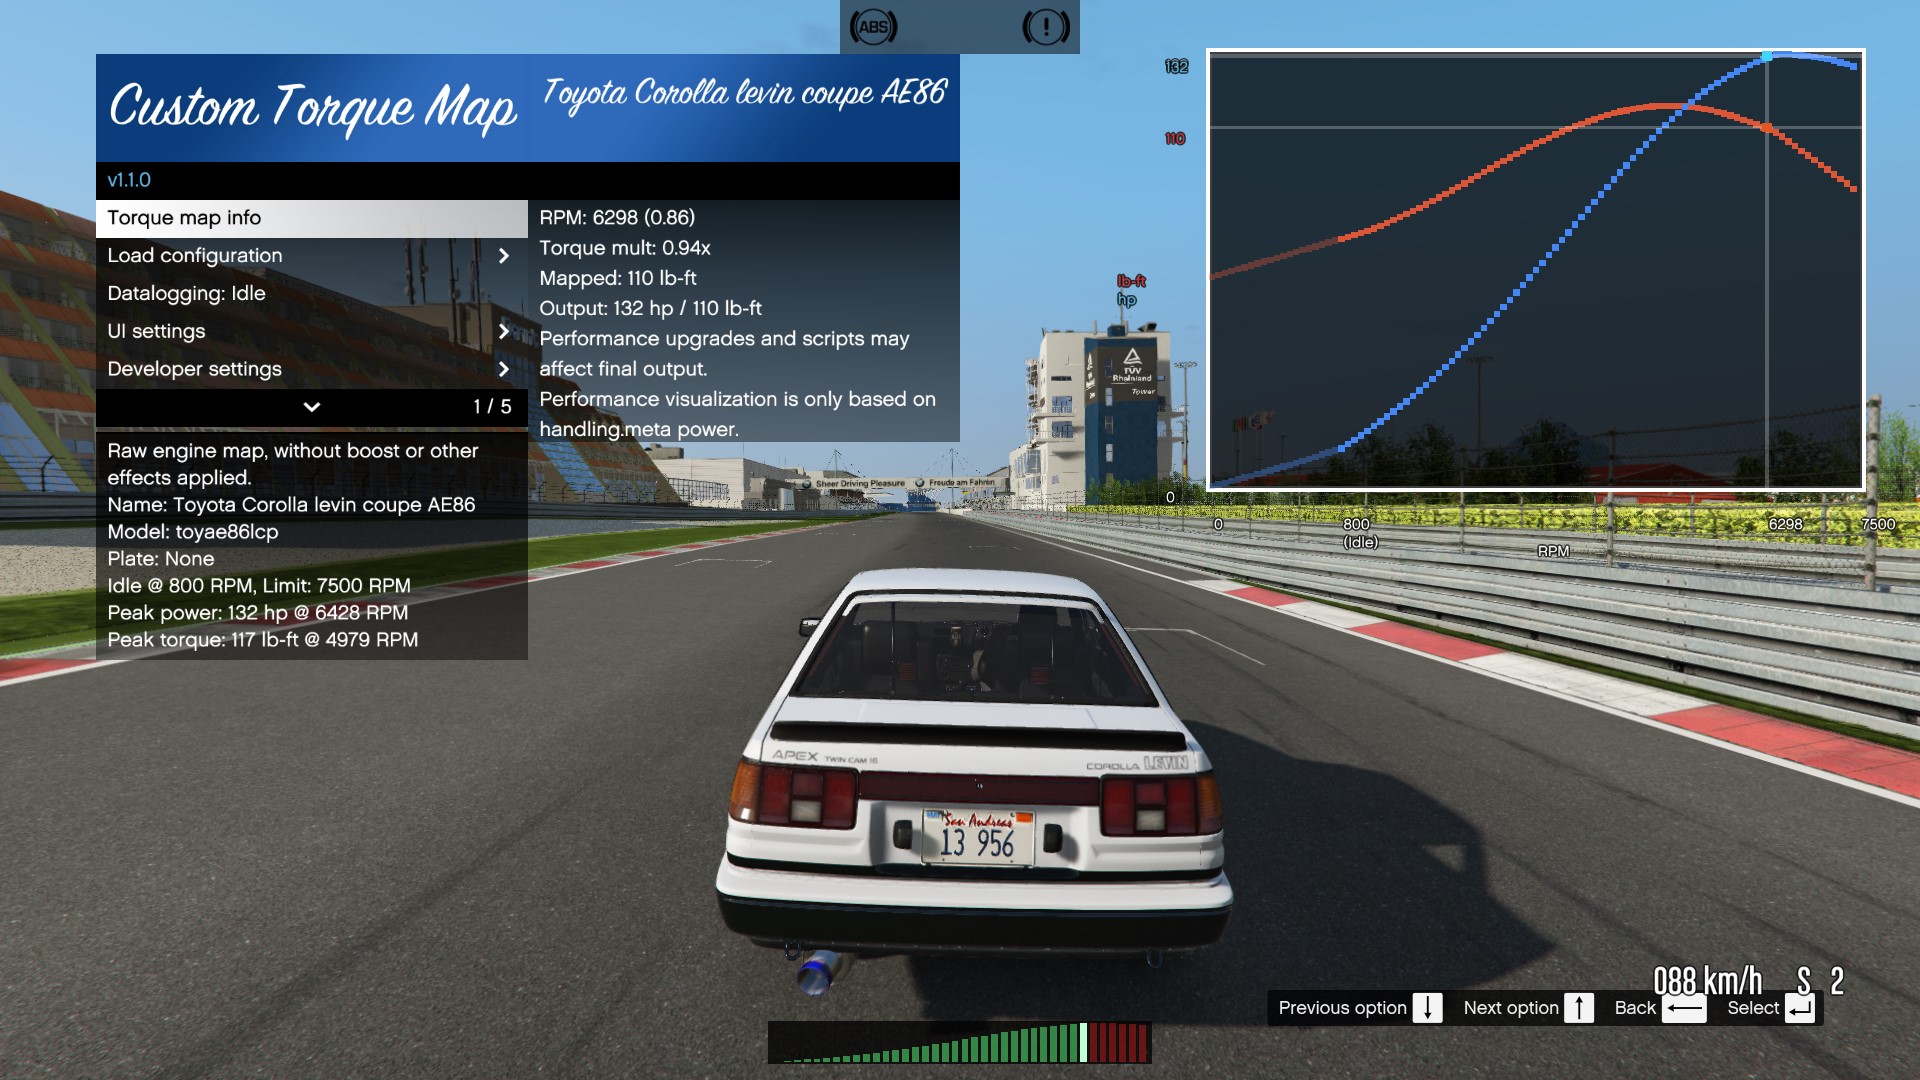 ABS
!
Custom Torque Map
Toyota Corolla levin coupe AE86
v1.1.0
Torque map info
Load configuration
Datalogging: Idle
UI settings
Developer settings
1 / 5
RPM: 6298 (0.86)
Torque mult: 0.94x
Mapped: 110 lb-ft
Output: 132 hp / 110 lb-ft
Performance upgrades and scripts may
affect final output.
Performance visualization is only based on
handling.meta power.
Raw engine map, without boost or other
effects applied.
Name: Toyota Corolla levin coupe AE86
Model: toyae86lcp
Plate: None
Idle @ 800 RPM, Limit: 7500 RPM
Peak power: 132 hp @ 6428 RPM
Peak torque: 117 lb-ft @ 4979 RPM
132
110
lb-ft
hp
0
0
800
(Idle)
6298
7500
RPM
TÜV
Rheinland
Tower
Sheer Driving Pleasure
Freude am Fahren
APEX TWIN CAM 16
COROLLA LEVIN
San Andreas
13 956
088 km/h S 2
Previous option
Next option
Back
Select